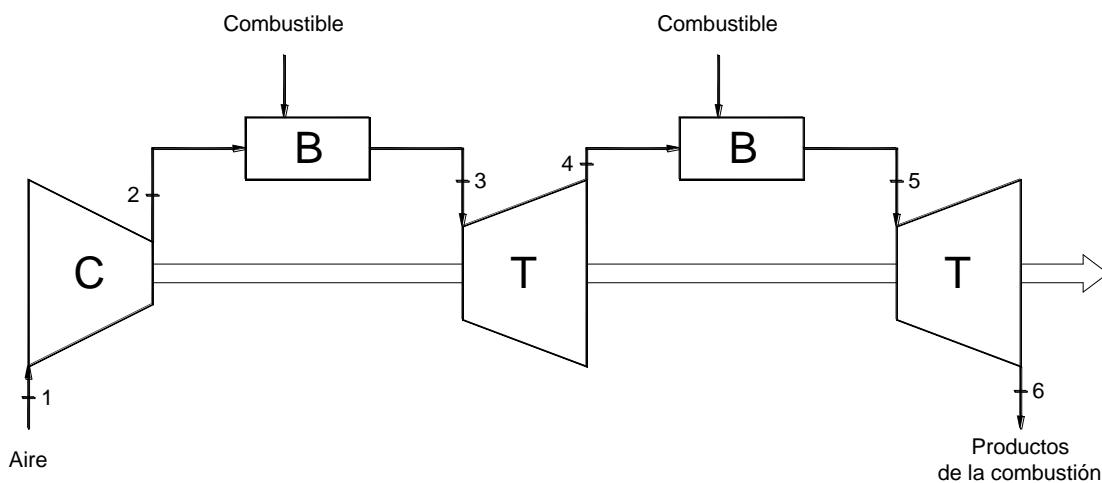 Combustible
Combustible
B
B
2
3
4
5
C
T
T
1
6
Aire
Productos
de la combustión